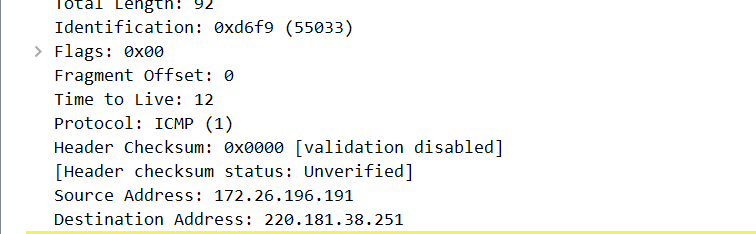 Total Length: 92
Identification: 0xd6f9 (55033)
Flags: 0x00
Fragment Offset: 0
Time to Live: 12
Protocol: ICMP (1)
Header Checksum: 0x0000 [validation disabled]
[Header checksum status: Unverified]
Source Address: 172.26.196.191
Destination Address: 220.181.38.251